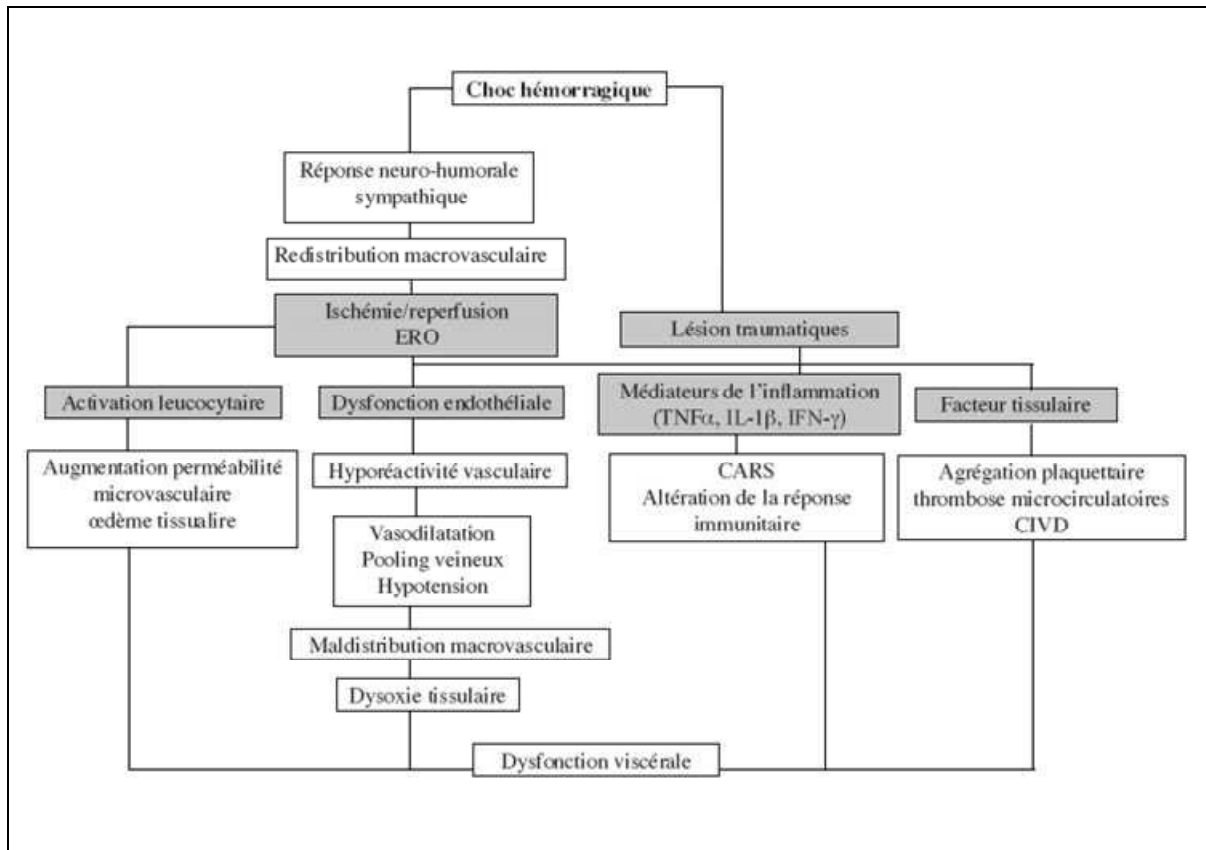 Choc hémorragique
Réponse neuro-humorale
sympathique
Redistribution macrovasculaire
Ischémie/reperfusion
ERO
Lésion traumatiques
Activation leucocytaire
Dysfonction endothéliale
Médiateurs de l'inflammation
(TNFα, IL-1β, IFN-γ)
Facteur tissulaire
Augmentation perméabilité
microvasculaire
œdème tissualire
Hyporéactivité vasculaire
CARS
Altération de la réponse
immunitaire
Agrégation plaquettaire
thrombose microcirculatoires
CIVD
Vasodilatation
Pooling veineux
Hypotension
Maldistribution macrovasculaire
Dysoxie tissulaire
Dysfonction viscérale